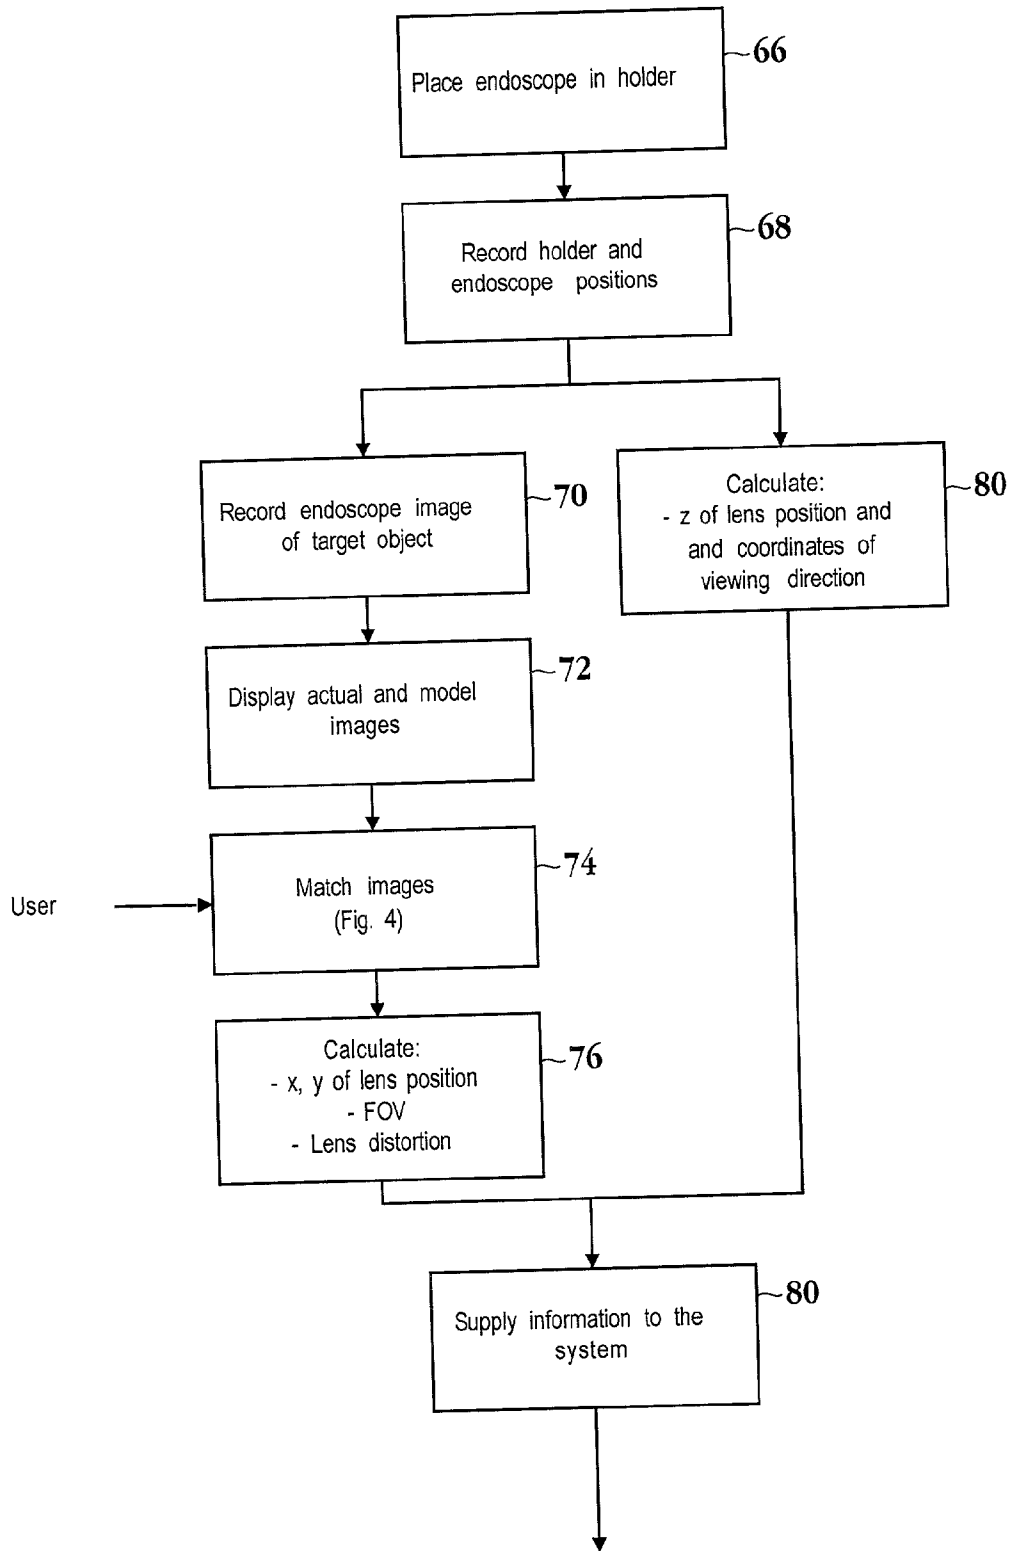 Place endoscope in holder
66
Record holder and
endoscope positions
68
Record endoscope image
of target object
70
Calculate:
- z of lens position and
and coordinates of
viewing direction
80
Display actual and model
images
72
User
Match images
(Fig. 4)
74
Calculate:
- x, y of lens position
- FOV
- Lens distortion
76
Supply information to the
system
80